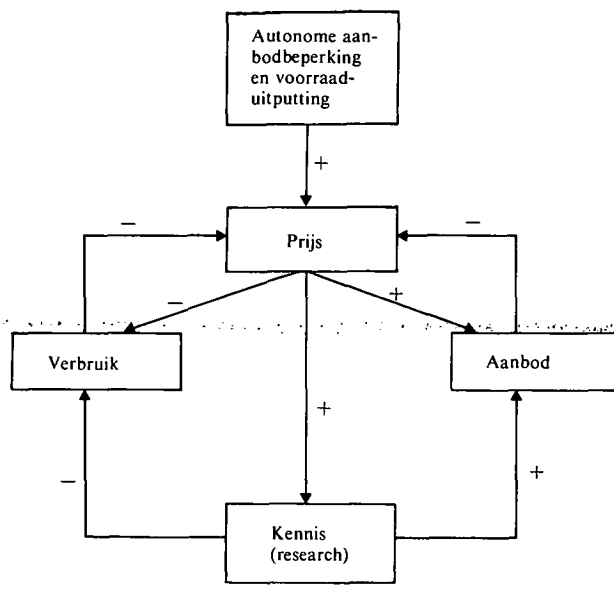 Autonome aan-
bodbeperking
en voorraad-
uitputting
+
Prijs
−
−
−
+
Verbruik
Aanbod
+
−
+
Kennis
(research)